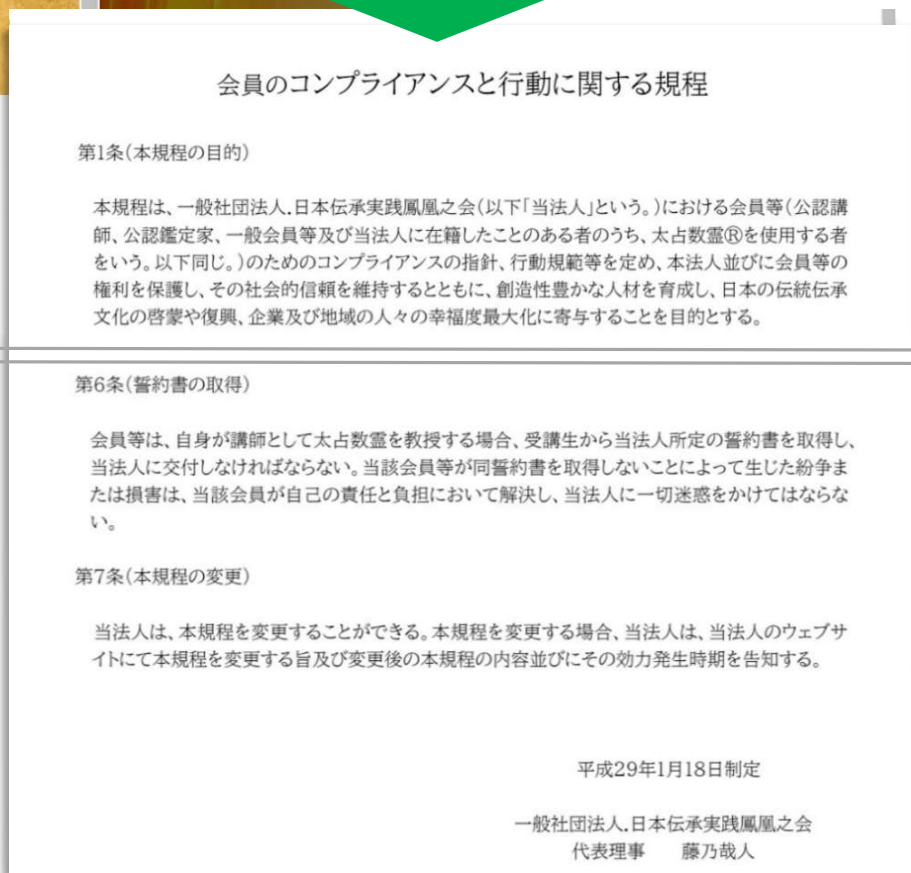 会員のコンプライアンスと行動に関する規程
第1条(本規程の目的)
本規程は、一般社団法人.日本伝承実践鳳凰之会(以下「当法人」という。)における会員等(公認講
師、公認鑑定家、一般会員等及び当法人に在籍したことのある者のうち、太占数霊®を使用する者
をいう。以下同じ。)のためのコンプライアンスの指針、行動規範等を定め、本法人並びに会員等の
権利を保護し、その社会的信頼を維持するとともに、創造性豊かな人材を育成し、日本の伝統伝承
文化の啓蒙や復興、企業及び地域の人々の幸福度最大化に寄与することを目的とする。
第6条(誓約書の取得)
会員等は、自身が講師として太占数霊を教授する場合、受講生から当法人所定の誓約書を取得し、
当法人に交付しなければならない。当該会員等が同誓約書を取得しないことによって生じた紛争ま
たは損害は、当該会員が自己の責任と負担において解決し、当法人に一切迷惑をかけてはならな
い。
第7条(本規程の変更)
当法人は、本規程を変更することができる。本規程を変更する場合、当法人は、当法人のウェブサ
イトにて本規程を変更する旨及び変更後の本規程の内容並びにその効力発生時期を告知する。
平成29年1月18日制定
一般社団法人.日本伝承実践鳳凰之会
代表理事　藤乃哉人